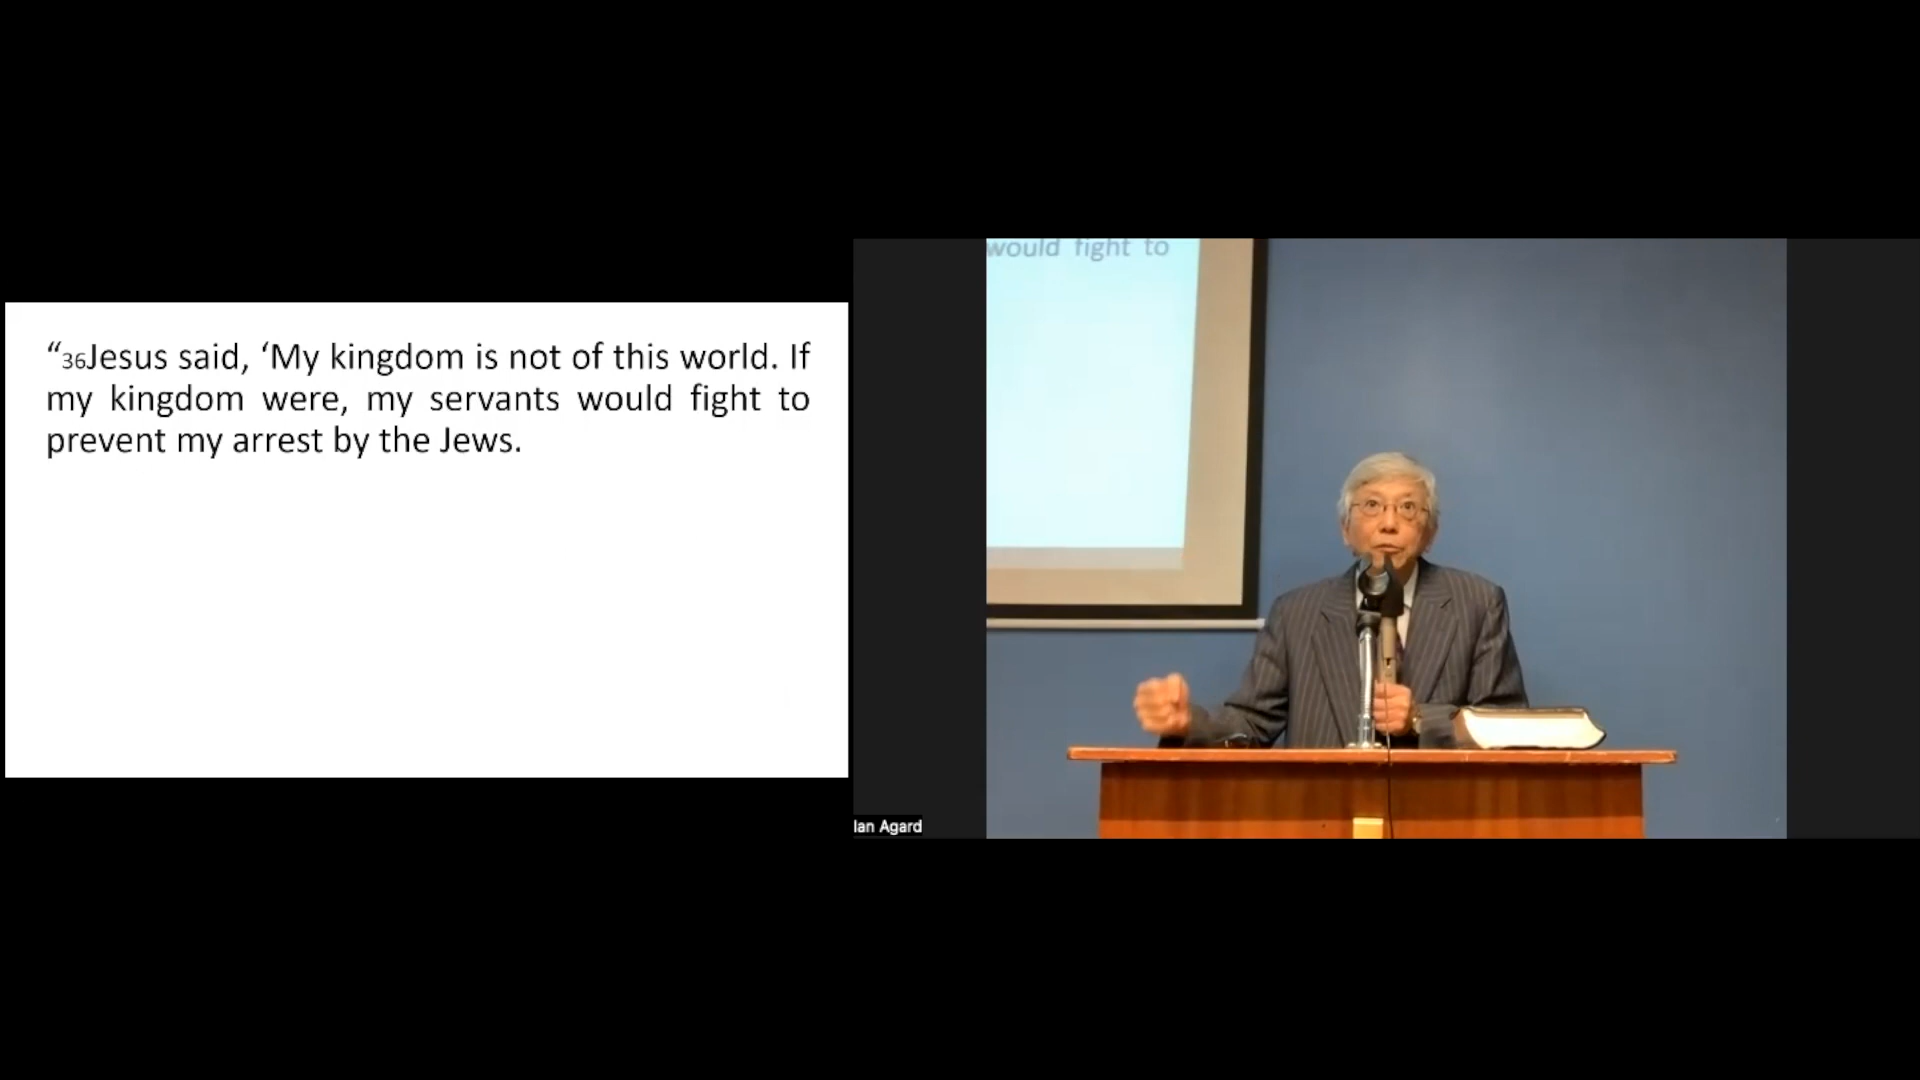 “36Jesus said, ‘My kingdom is not of this world. If
my kingdom were, my servants would fight to
prevent my arrest by the Jews.
would fight to
Ian Agard